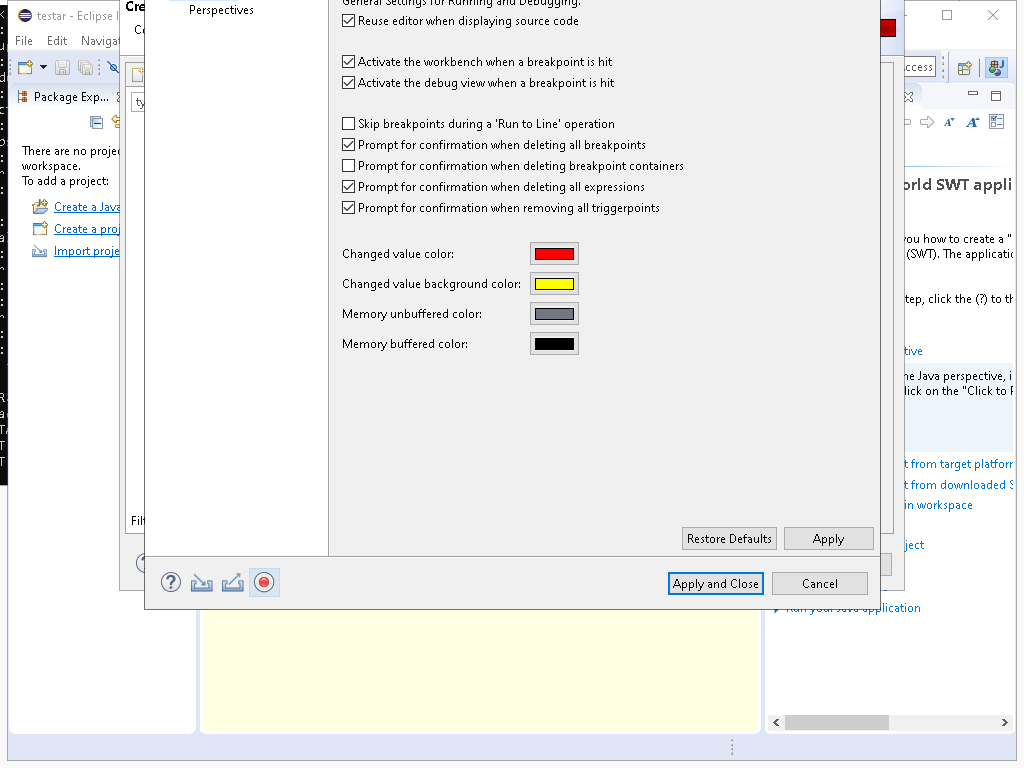 testar - Eclipse I
File Edit Navigat
Package Exp...
There are no projec
workspace.
To add a project:
Create a Java
Create a proj
Import proje
Cre
ty
Filt
Perspectives
General Settings for Running and Debugging.
Reuse editor when displaying source code
Activate the workbench when a breakpoint is hit
Activate the debug view when a breakpoint is hit
Skip breakpoints during a 'Run to Line' operation
Prompt for confirmation when deleting all breakpoints
Prompt for confirmation when deleting breakpoint containers
Prompt for confirmation when deleting all expressions
Prompt for confirmation when removing all triggerpoints
Changed value color:
Changed value background color:
Memory unbuffered color:
Memory buffered color:
Restore Defaults Apply
Apply and Close Cancel
ccess
orld SWT appli
you how to create a "
(SWT). The applicatio
tep, click the (?) to th
tive
he Java perspective, i
lick on the "Click to P
t from target platform
t from downloaded S
in workspace
ject
Run your Java application